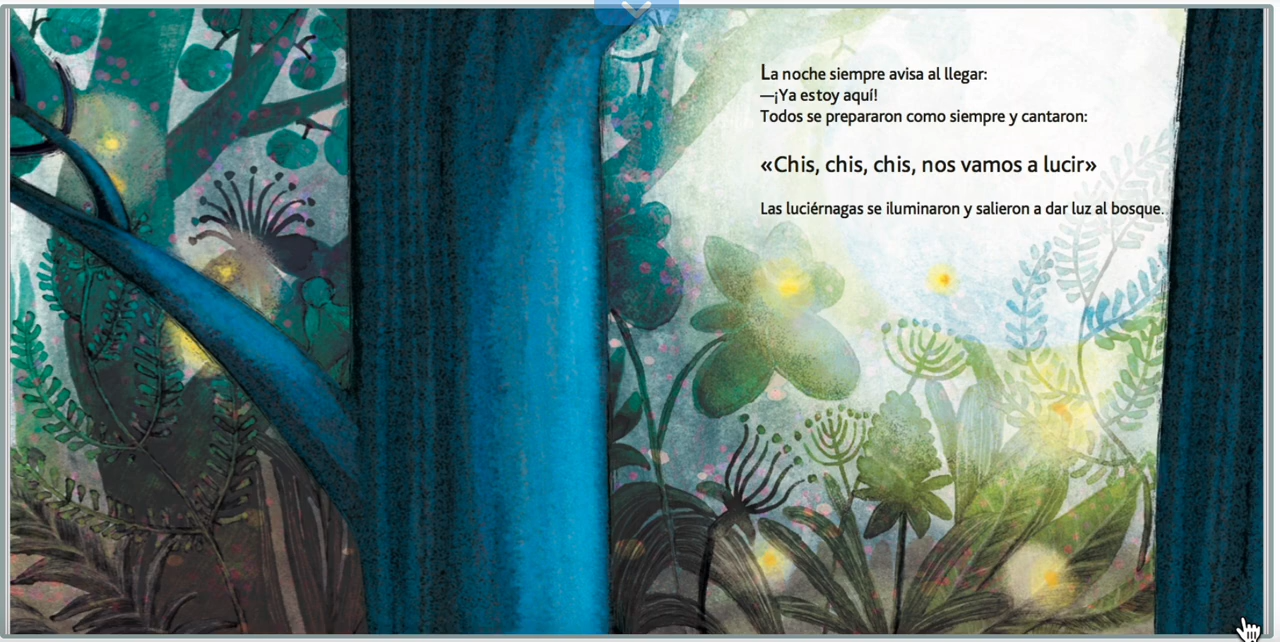 La noche siempre avisa al llegar:
—¡Ya estoy aquí!
Todos se prepararon como siempre y cantaron:
«Chis, chis, chis, nos vamos a lucir»
Las luciérnagas se iluminaron y salieron a dar luz al bosque.